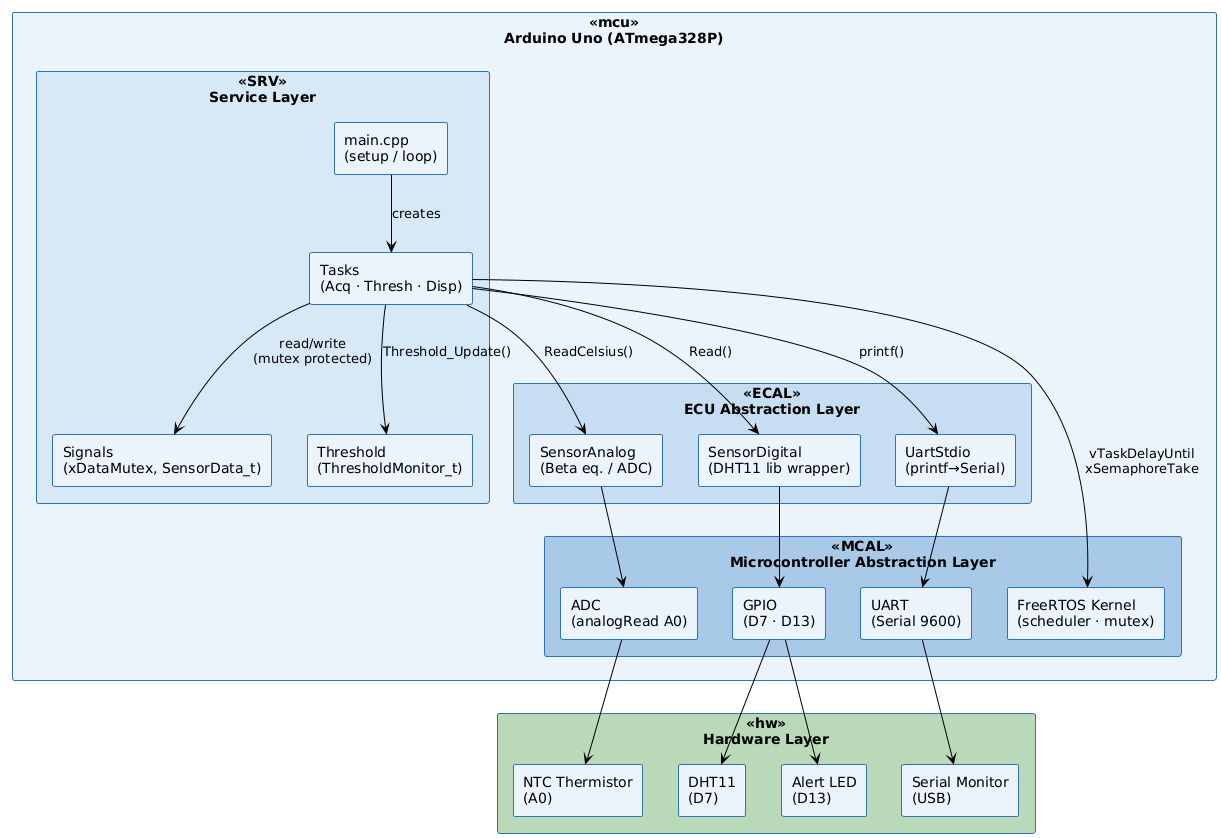 «mcu»
Arduino Uno (ATmega328P)
«SRV»
Service Layer
main.cpp
(setup / loop)
creates
Tasks
(Acq · Thresh · Disp)
read/write
(mutex protected)
Threshold_Update()
ReadCelsius()
Read()
printf()
vTaskDelayUntil
xSemaphoreTake
Signals
(xDataMutex, SensorData_t)
Threshold
(ThresholdMonitor_t)
«ECAL»
ECU Abstraction Layer
SensorAnalog
(Beta eq. / ADC)
SensorDigital
(DHT11 lib wrapper)
UartStdio
(printf→Serial)
«MCAL»
Microcontroller Abstraction Layer
ADC
(analogRead A0)
GPIO
(D7 · D13)
UART
(Serial 9600)
FreeRTOS Kernel
(scheduler · mutex)
«hw»
Hardware Layer
NTC Thermistor
(A0)
DHT11
(D7)
Alert LED
(D13)
Serial Monitor
(USB)